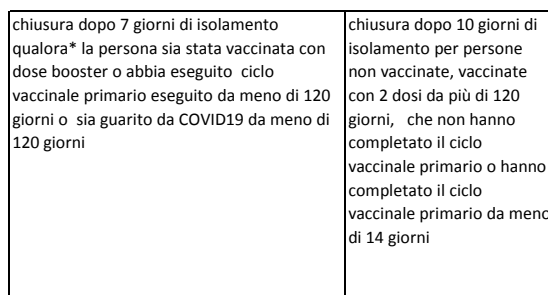 chiusura dopo 7 giorni di isolamento
qualora* la persona sia stata vaccinata con
dose booster o abbia eseguito  ciclo
vaccinale primario eseguito da meno di 120
giorni o  sia guarito da COVID19 da meno di
120 giorni
chiusura dopo 10 giorni di
isolamento per persone
non vaccinate, vaccinate
con 2 dosi da più di 120
giorni,   che non hanno
completato il ciclo
vaccinale primario o hanno
completato il ciclo
vaccinale primario da meno
di 14 giorni